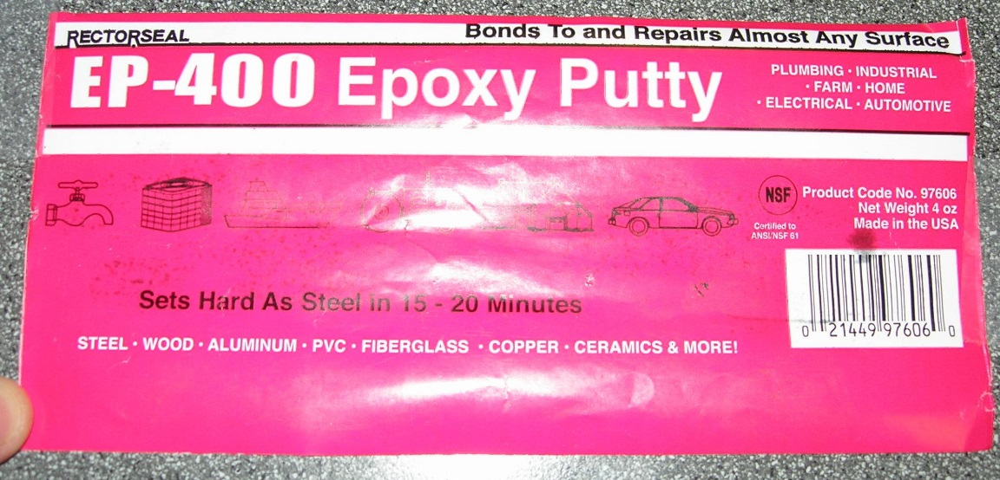 RECTORSEAL
Bonds To and Repairs Almost Any Surface
EP-400 Epoxy Putty
PLUMBING · INDUSTRIAL
· FARM · HOME
· ELECTRICAL · AUTOMOTIVE
NSF
Certified to
ANSI/NSF 61
Product Code No. 97606
Net Weight 4 oz
Made in the USA
Sets Hard As Steel in 15 - 20 Minutes
STEEL · WOOD · ALUMINUM · PVC · FIBERGLASS · COPPER · CERAMICS & MORE!
0 21449 97606 0